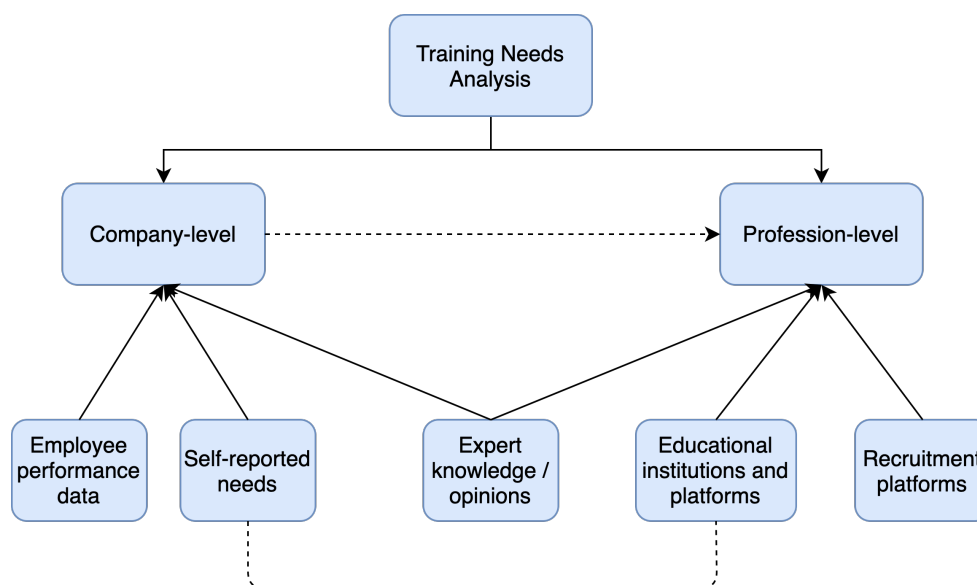 Training Needs
Analysis
Company-level
Profession-level
Employee
performance
data
Self-reported
needs
Expert
knowledge /
opinions
Educational
institutions and
platforms
Recruitment
platforms